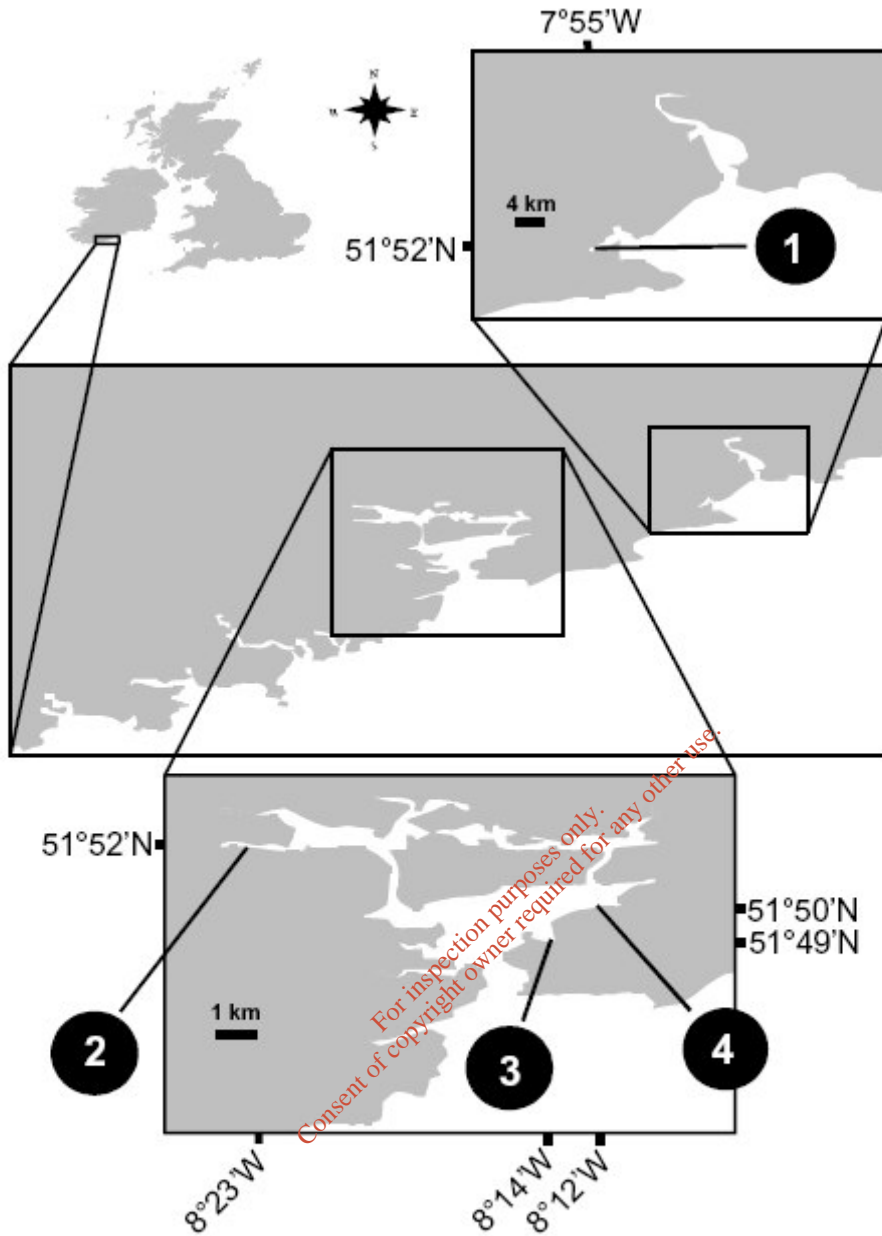 7°55'W
N
W
E
S
4 km
51°52'N
1
51°52'N
51°50'N
51°49'N
1 km
2
3
4
For inspection purposes only.
Consent of copyright owner required for any other use.
8°23'W
8°14'W
8°12'W